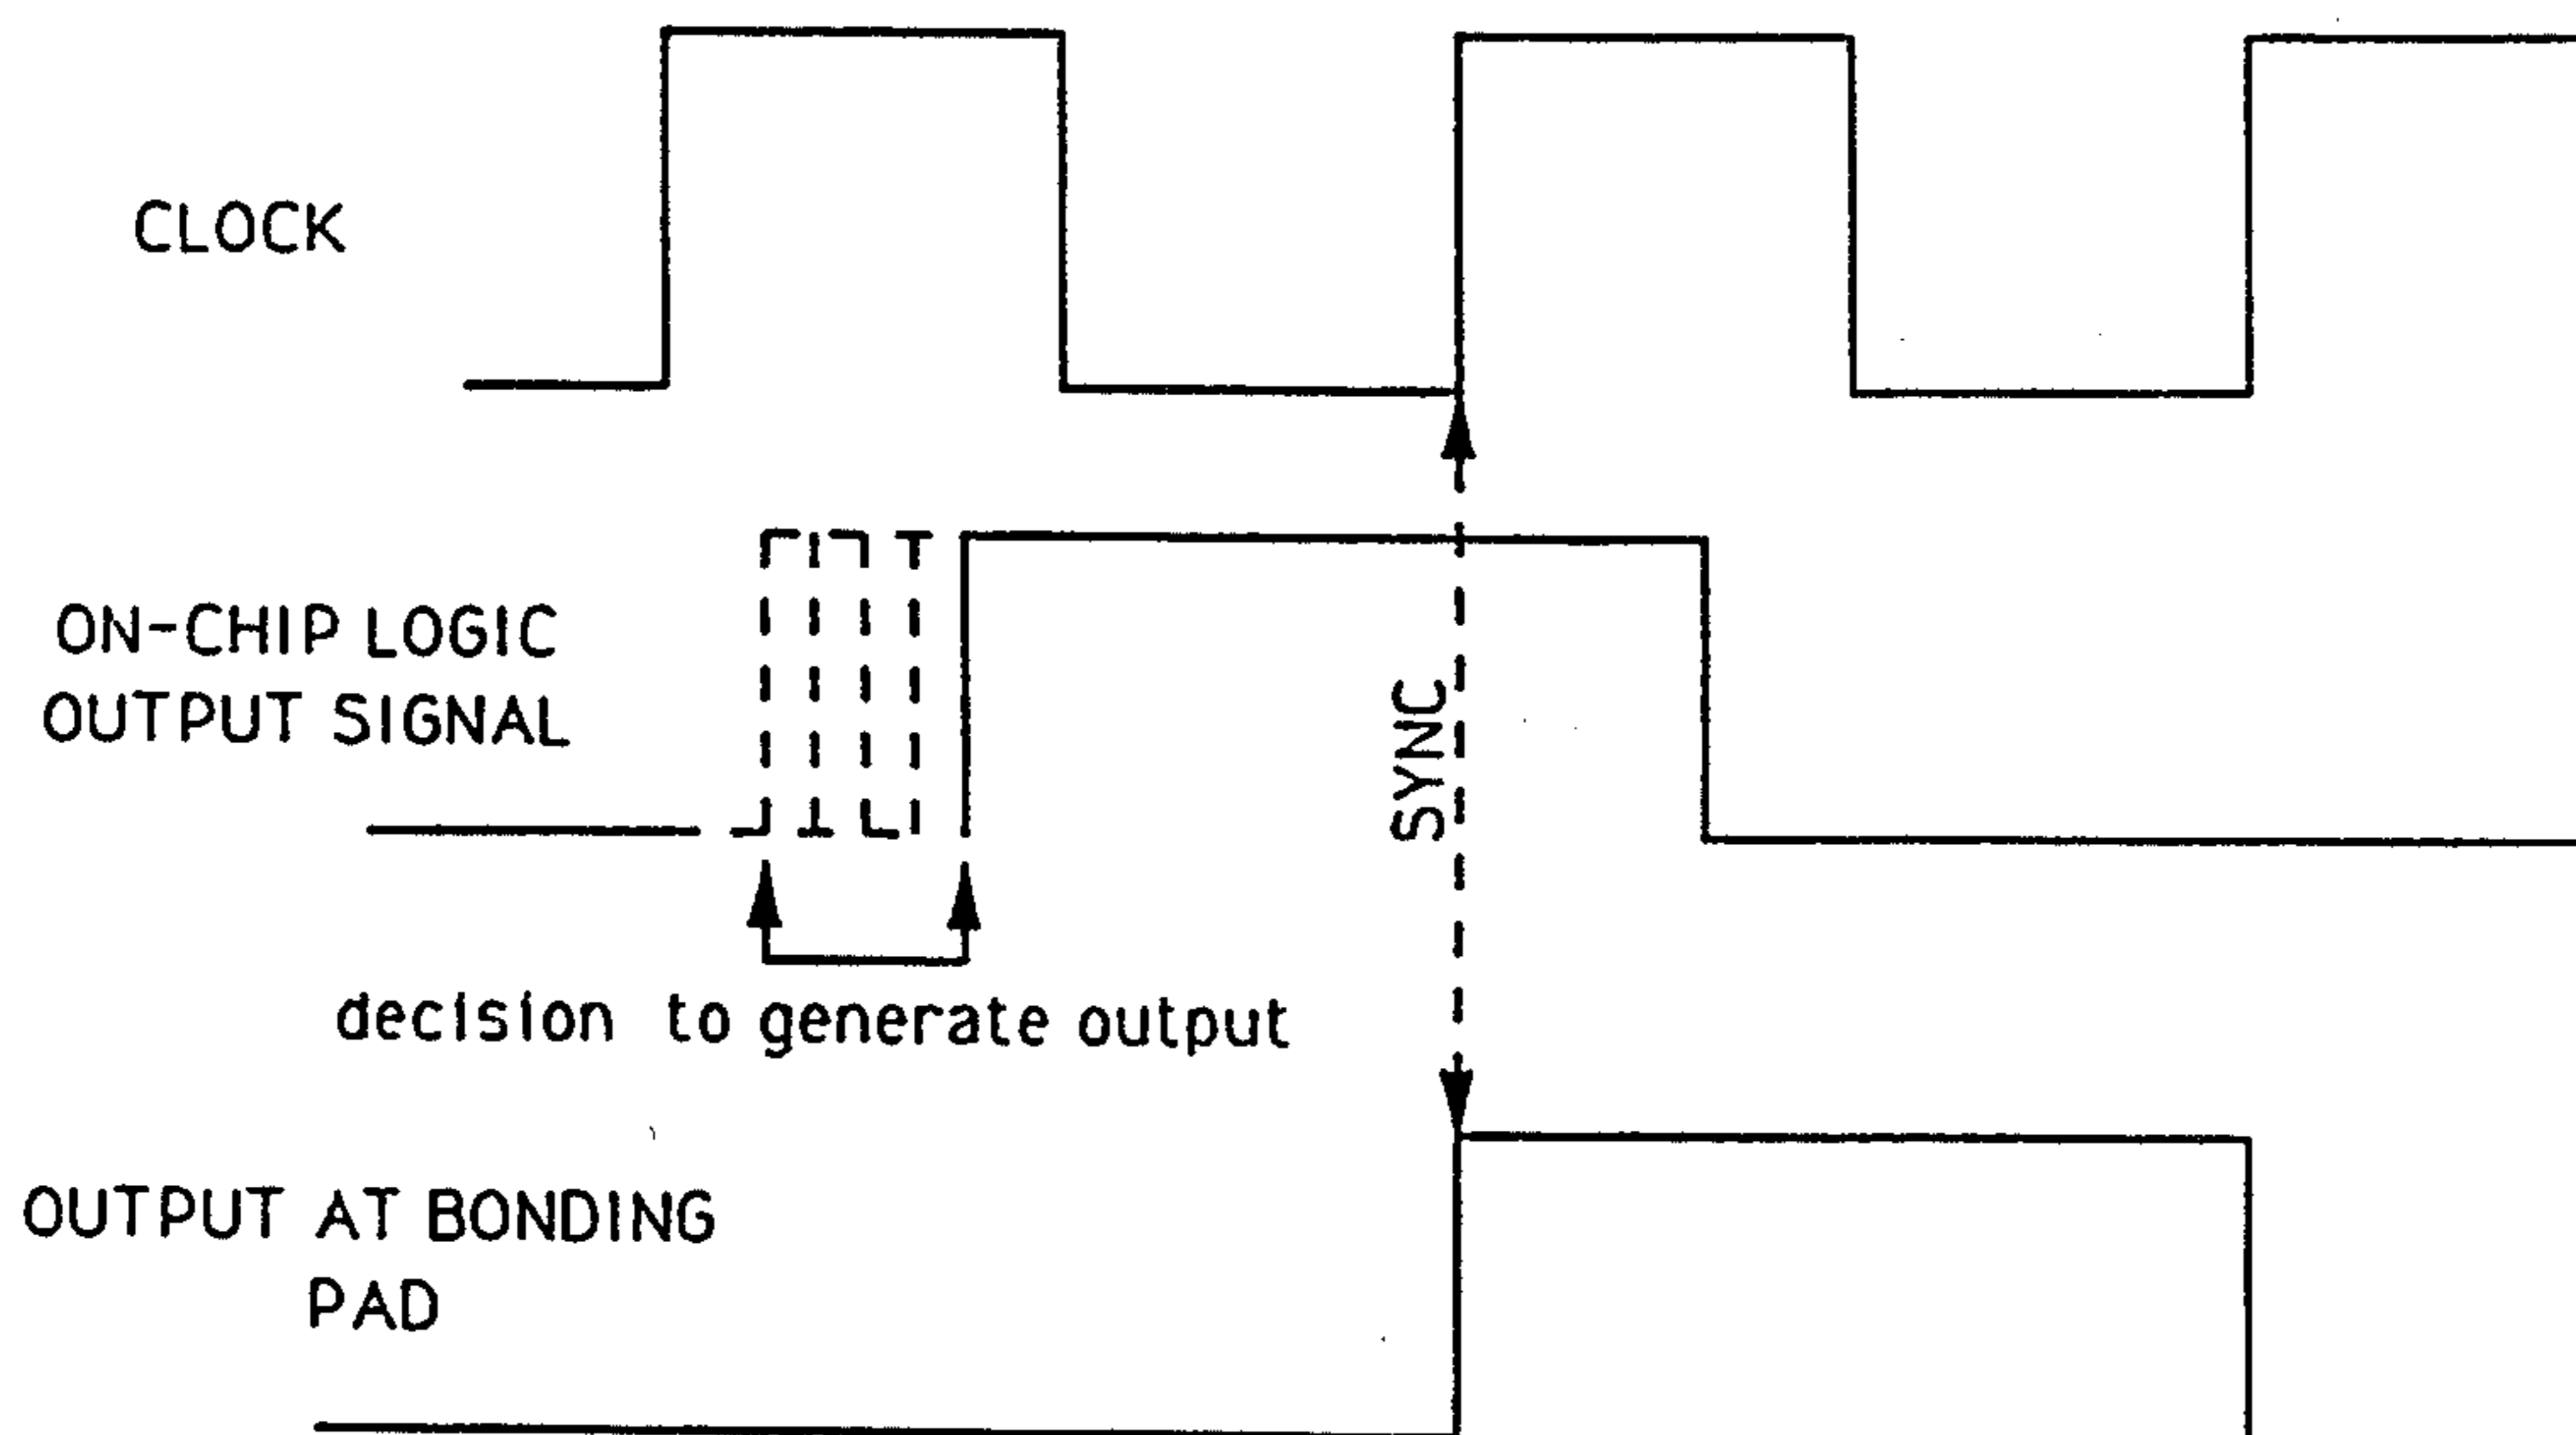 CLOCK
ON-CHIP LOGIC
OUTPUT SIGNAL
SYNC
decision to generate output
OUTPUT AT BONDING
PAD